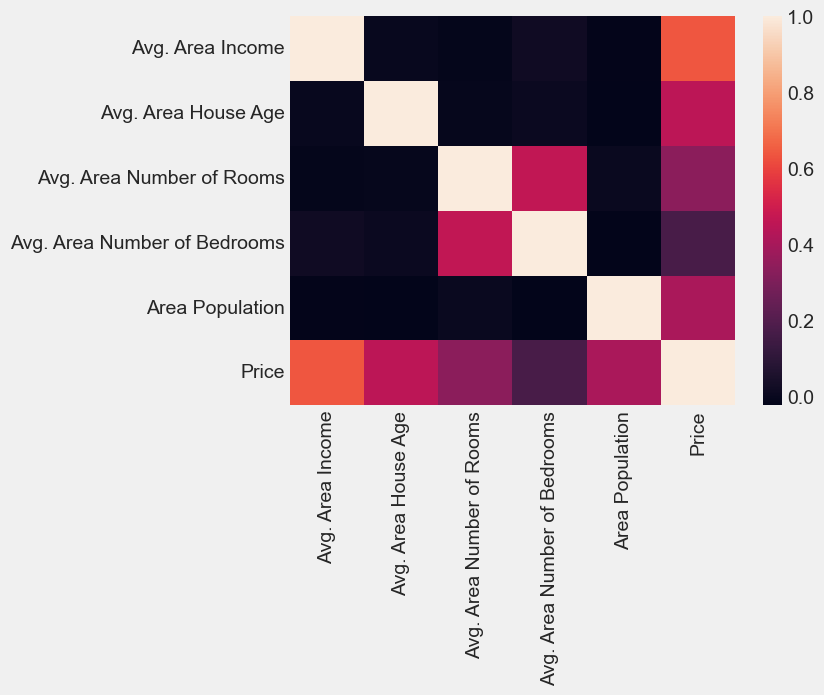 Avg. Area Income
Avg. Area House Age
Avg. Area Number of Rooms
Avg. Area Number of Bedrooms
Area Population
Price
Avg. Area Income
Avg. Area House Age
Avg. Area Number of Rooms
Avg. Area Number of Bedrooms
Area Population
Price
1.0
0.8
0.6
0.4
0.2
0.0